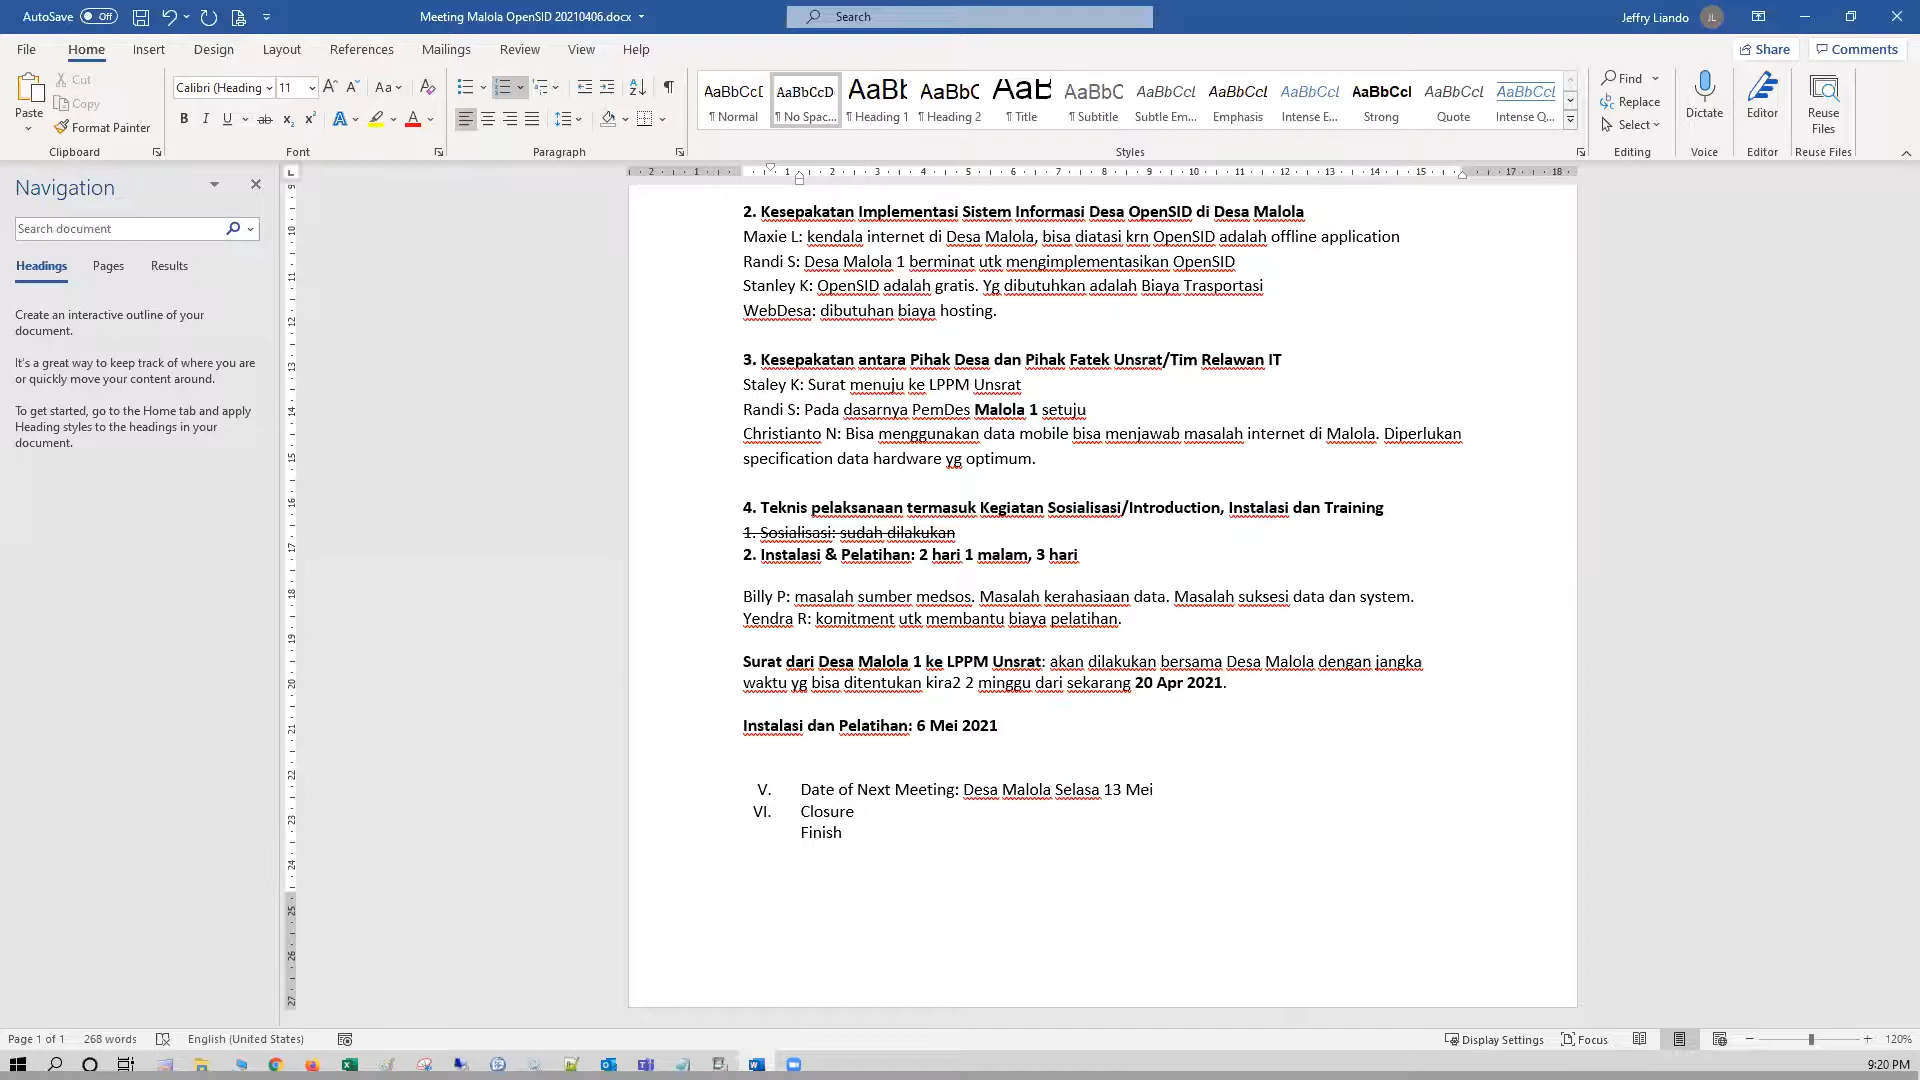 AutoSave Off Meeting Malola OpenSID 20210406.docx Search Jeffry Liando JL
File Home Insert Design Layout References Mailings Review View Help Share Comments
Paste Cut Copy Format Painter Clipboard
Calibri (Heading 11 Font
Paragraph
AaBbCcI AaBbCcD AaBb( AaBbC AaB AaBbC AaBbCcL AaBbCcL AaBbCcL AaBbCcl AaBbCcL AaBbCcL
¶ Normal ¶ No Spac... ¶ Heading 1 ¶ Heading 2 ¶ Title ¶ Subtitle Subtle Em... Emphasis Intense E... Strong Quote Intense Q...
Styles
Find Replace Select Editing
Dictate Voice
Editor Editor
Reuse Files Reuse Files
Navigation
Search document
Headings Pages Results
Create an interactive outline of your
document.
It's a great way to keep track of where you are
or quickly move your content around.
To get started, go to the Home tab and apply
Heading styles to the headings in your
document.
2. Kesepakatan Implementasi Sistem Informasi Desa OpenSID di Desa Malola
Maxie L: kendala internet di Desa Malola, bisa diatasi krn OpenSID adalah offline application
Randi S: Desa Malola 1 berminat utk mengimplementasikan OpenSID
Stanley K: OpenSID adalah gratis. Yg dibutuhkan adalah Biaya Trasportasi
WebDesa: dibutuhan biaya hosting.
3. Kesepakatan antara Pihak Desa dan Pihak Fatek Unsrat/Tim Relawan IT
Staley K: Surat menuju ke LPPM Unsrat
Randi S: Pada dasarnya PemDes Malola 1 setuju
Christianto N: Bisa menggunakan data mobile bisa menjawab masalah internet di Malola. Diperlukan
specification data hardware yg optimum.
4. Teknis pelaksanaan termasuk Kegiatan Sosialisasi/Introduction, Instalasi dan Training
1. Sosialisasi: sudah dilakukan
2. Instalasi & Pelatihan: 2 hari 1 malam, 3 hari
Billy P: masalah sumber medsos. Masalah kerahasiaan data. Masalah suksesi data dan system.
Yendra R: komitment utk membantu biaya pelatihan.
Surat dari Desa Malola 1 ke LPPM Unsrat: akan dilakukan bersama Desa Malola dengan jangka
waktu yg bisa ditentukan kira2 2 minggu dari sekarang 20 Apr 2021.
Instalasi dan Pelatihan: 6 Mei 2021
V. Date of Next Meeting: Desa Malola Selasa 13 Mei
VI. Closure
Finish
Page 1 of 1 268 words English (United States) Display Settings Focus 120%
9:20 PM